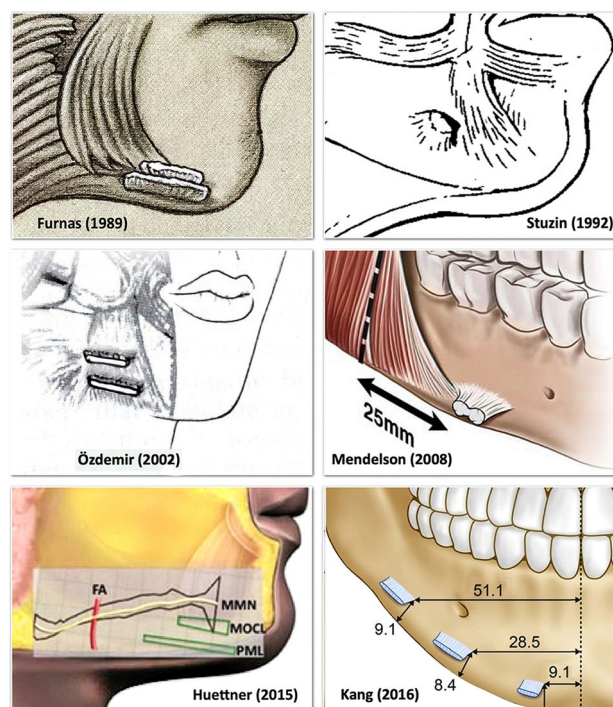 Furnas (1989)
Stuzin (1992)
Özdemir (2002)
25mm
Mendelson (2008)
FA
MMN
MOCL
PML
Huettner (2015)
51.1
9.1
28.5
8.4
9.1
Kang (2016)